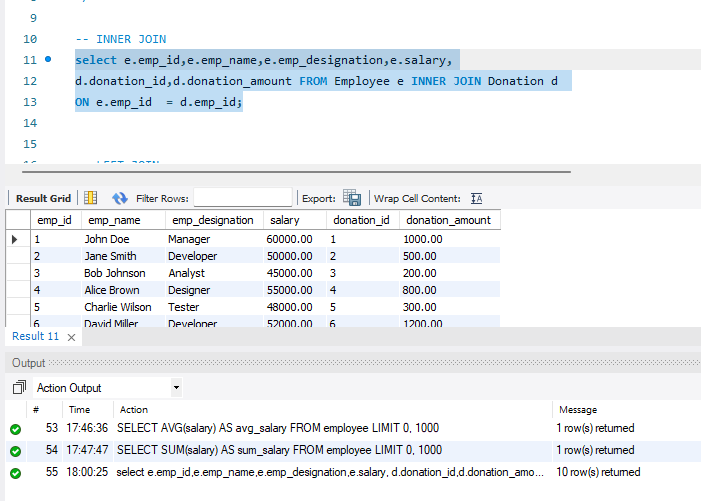 9
10 -- INNER JOIN
11 select e.emp_id,e.emp_name,e.emp_designation,e.salary,
12 d.donation_id,d.donation_amount FROM Employee e INNER JOIN Donation d
13 ON e.emp_id  = d.emp_id;
14
15
Result Grid Filter Rows: Export: Wrap Cell Content:
emp_id emp_name emp_designation salary donation_id donation_amount
1 John Doe Manager 60000.00 1 1000.00
2 Jane Smith Developer 50000.00 2 500.00
3 Bob Johnson Analyst 45000.00 3 200.00
4 Alice Brown Designer 55000.00 4 800.00
5 Charlie Wilson Tester 48000.00 5 300.00
6 David Miller Developer 52000.00 6 1200.00
Result 11
Output
Action Output
# Time Action Message
53 17:46:36 SELECT AVG(salary) AS avg_salary FROM employee LIMIT 0, 1000 1 row(s) returned
54 17:47:47 SELECT SUM(salary) AS sum_salary FROM employee LIMIT 0, 1000 1 row(s) returned
55 18:00:25 select e.emp_id,e.emp_name,e.emp_designation,e.salary, d.donation_id,d.donation_amo... 10 row(s) returned